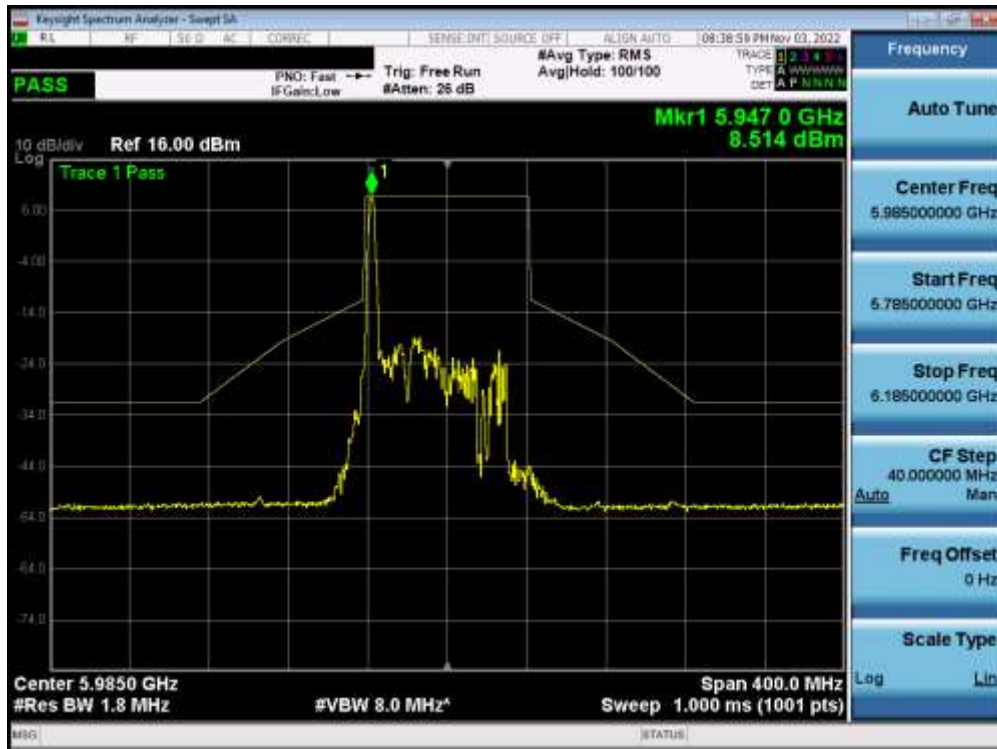 Keysight Spectrum Analyzer - Swept SA
RL RF 50 Ω AC CORREC SENSE:INT SOURCE OFF ALIGN AUTO 08:38:59 PM Nov 03, 2022
PASS
PNO: Fast
IFGain:Low
Trig: Free Run
#Atten: 26 dB
#Avg Type: RMS
Avg|Hold: 100/100
TRACE 1 2 3 4 5 6
TYPE A WWWWW
DET A P N N N N
Frequency
Mkr1 5.947 0 GHz
8.514 dBm
10 dB/div Ref 16.00 dBm
Log
Trace 1 Pass
1
6.00
-4.00
-14.0
-24.0
-34.0
-44.0
-54.0
-64.0
-74.0
Center 5.9850 GHz
#Res BW 1.8 MHz
#VBW 8.0 MHz*
Span 400.0 MHz
Sweep 1.000 ms (1001 pts)
Auto Tune
Center Freq
5.985000000 GHz
Start Freq
5.785000000 GHz
Stop Freq
6.185000000 GHz
CF Step
40.000000 MHz
Auto Man
Freq Offset
0 Hz
Scale Type
Log Lin
MSG STATUS